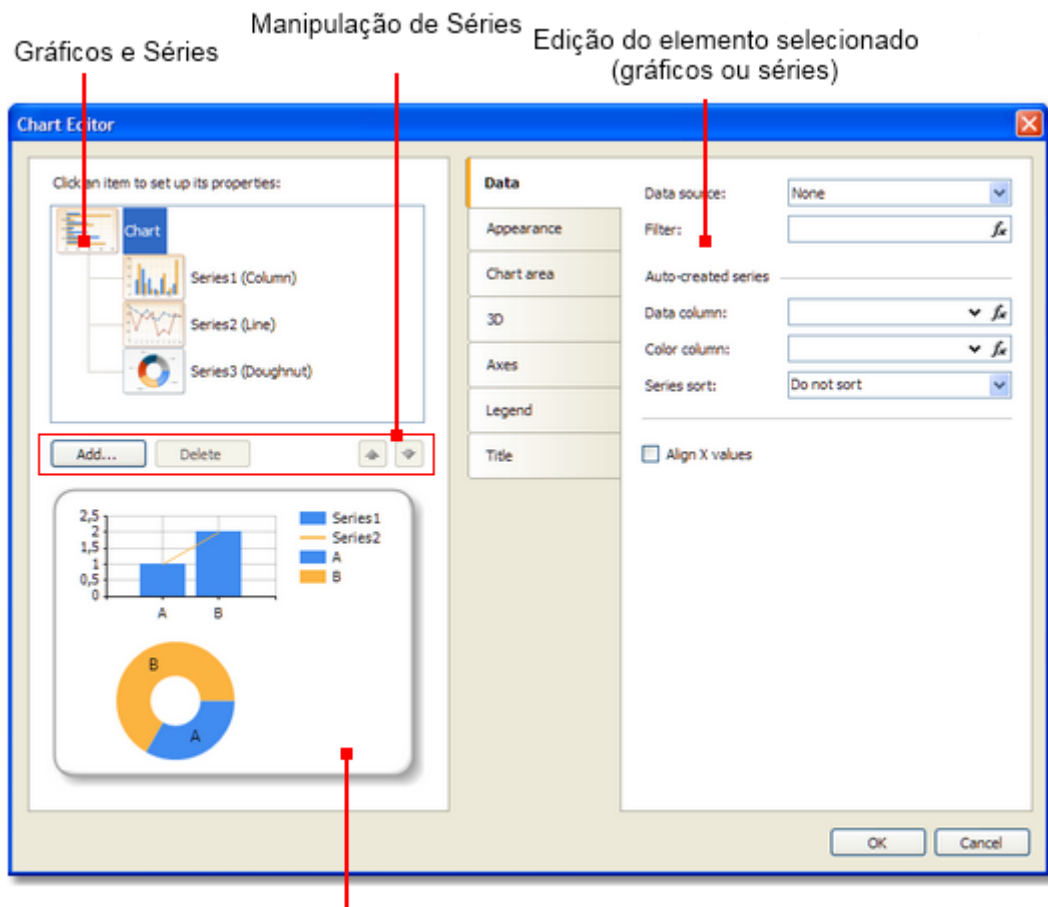 Manipulação de Séries
Gráficos e Séries
Edição do elemento selecionado
(gráficos ou séries)
Chart Editor
Click an item to set up its properties:
Chart
Series1 (Column)
Series2 (Line)
Series3 (Doughnut)
Add...
Delete
2,5
2
1,5
1
0,5
0
A
B
Series1
Series2
A
B
B
A
Data
Appearance
Chart area
3D
Axes
Legend
Title
Data source:
None
Filter:
fx
Auto-created series
Data column:
fx
Color column:
fx
Series sort:
Do not sort
Align X values
OK
Cancel